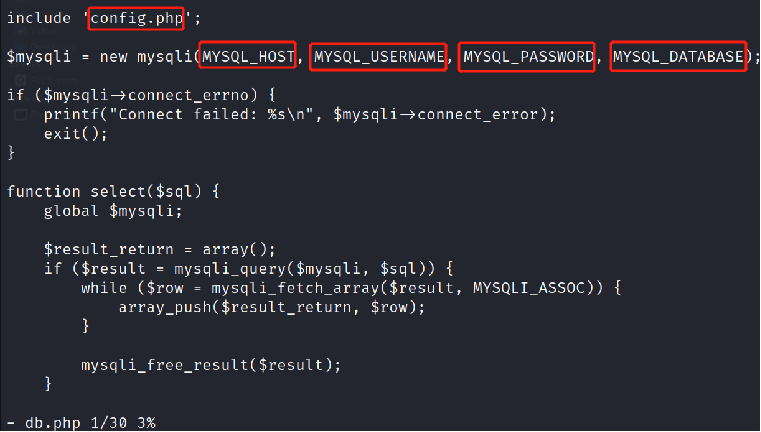 include 'config.php';
$mysqli = new mysqli(MYSQL_HOST, MYSQL_USERNAME, MYSQL_PASSWORD, MYSQL_DATABASE);
if ($mysqli->connect_errno) {
    printf("Connect failed: %s\n", $mysqli->connect_error);
    exit();
}
function select($sql) {
    global $mysqli;
    $result_return = array();
    if ($result = mysqli_query($mysqli, $sql)) {
        while ($row = mysqli_fetch_array($result, MYSQLI_ASSOC)) {
            array_push($result_return, $row);
        }
        mysqli_free_result($result);
    }
- db.php 1/30 3%